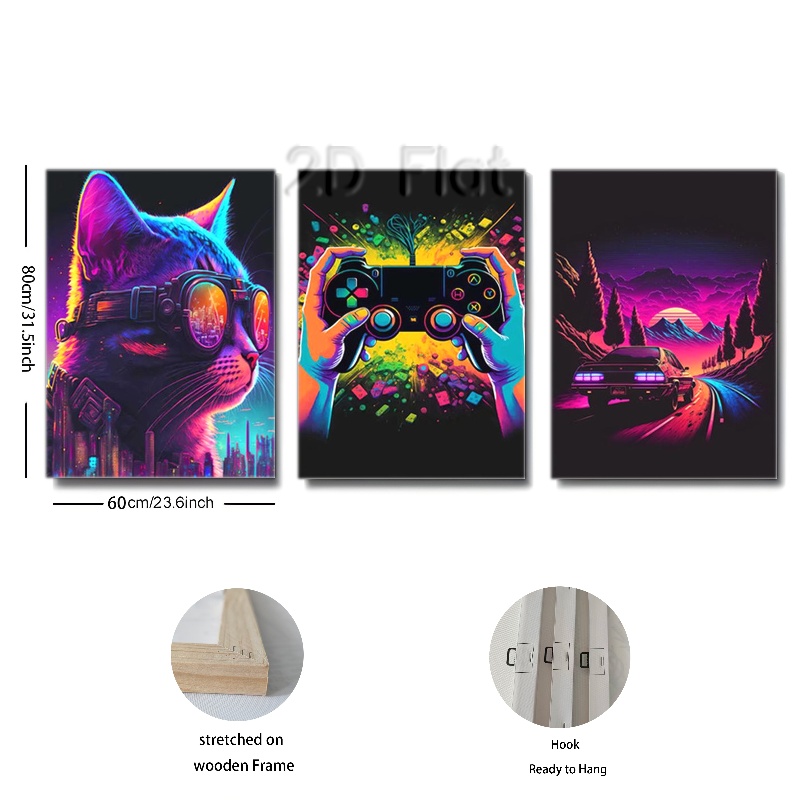 2D Flat
80cm/31.5inch
60cm/23.6inch
stretched on
wooden Frame
Hook
Ready to Hang